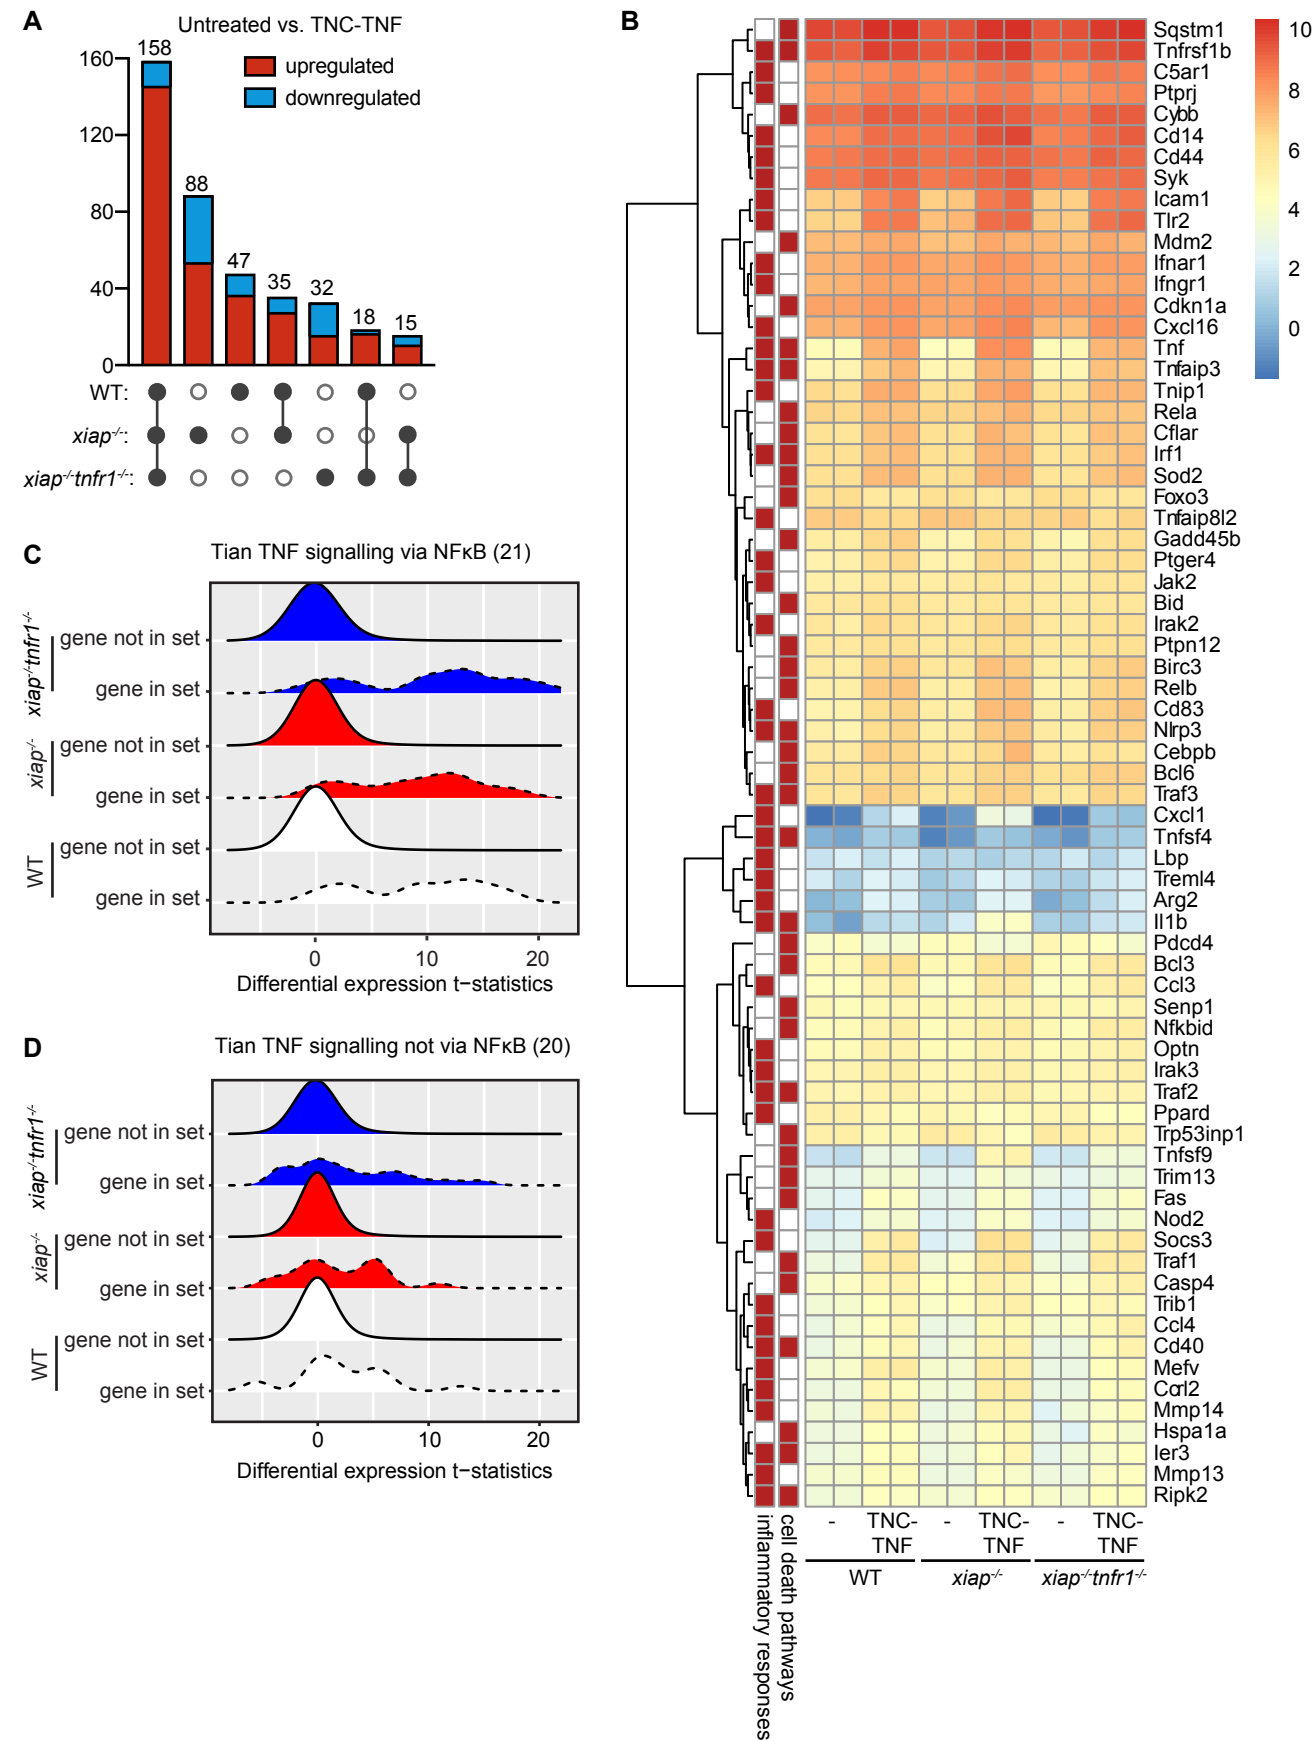 A
Untreated vs. TNC-TNF
upregulated
downregulated
160
120
80
40
0
158
88
47
35
32
18
15
WT:
xiap-/-:
xiap-/-tnfr1-/-:
B
Sqstm1
Tnfrsf1b
C5ar1
Ptprj
Cybb
Cd14
Cd44
Syk
Icam1
Tlr2
Mdm2
Ifnar1
Ifngr1
Cdkn1a
Cxcl16
Tnf
Tnfaip3
Tnip1
Rela
Cflar
Irf1
Sod2
Foxo3
Tnfaip8l2
Gadd45b
Ptger4
Jak2
Bid
Irak2
Ptpn12
Birc3
Relb
Cd83
Nlrp3
Cebpb
Bcl6
Traf3
Cxcl1
Tnfsf4
Lbp
Treml4
Arg2
Il1b
Pdcd4
Bcl3
Ccl3
Senp1
Nfkbid
Optn
Irak3
Traf2
Ppard
Trp53inp1
Tnfsf9
Trim13
Fas
Nod2
Socs3
Traf1
Casp4
Trib1
Ccl4
Cd40
Mefv
Ccrl2
Mmp14
Hspa1a
Ier3
Mmp13
Ripk2
10
8
6
4
2
0
inflammatory responses
cell death pathways
- TNC-TNF - TNC-TNF - TNC-TNF
WT xiap-/- xiap-/-tnfr1-/-
C
Tian TNF signalling via NFκB (21)
xiap-/-tnfr1-/-
gene not in set
gene in set
xiap-/-
gene not in set
gene in set
WT
gene not in set
gene in set
0 10 20
Differential expression t−statistics
D
Tian TNF signalling not via NFκB (20)
xiap-/-tnfr1-/-
gene not in set
gene in set
xiap-/-
gene not in set
gene in set
WT
gene not in set
gene in set
0 10 20
Differential expression t−statistics